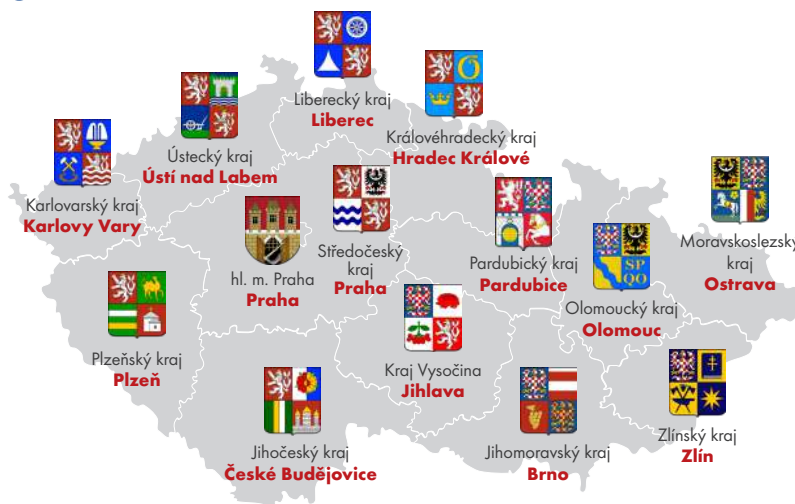 Liberecký kraj
Liberec
Královéhradecký kraj
Hradec Králové
Ústecký kraj
Ústí nad Labem
Karlovarský kraj
Karlovy Vary
hl. m. Praha
Praha
Středočeský
kraj
Praha
Pardubický kraj
Pardubice
Moravskoslezský
kraj
Ostrava
SP
QO
Olomoucký kraj
Olomouc
Plzeňský kraj
Plzeň
Kraj Vysočina
Jihlava
Jihočeský kraj
České Budějovice
Jihomoravský kraj
Brno
Zlínský kraj
Zlín